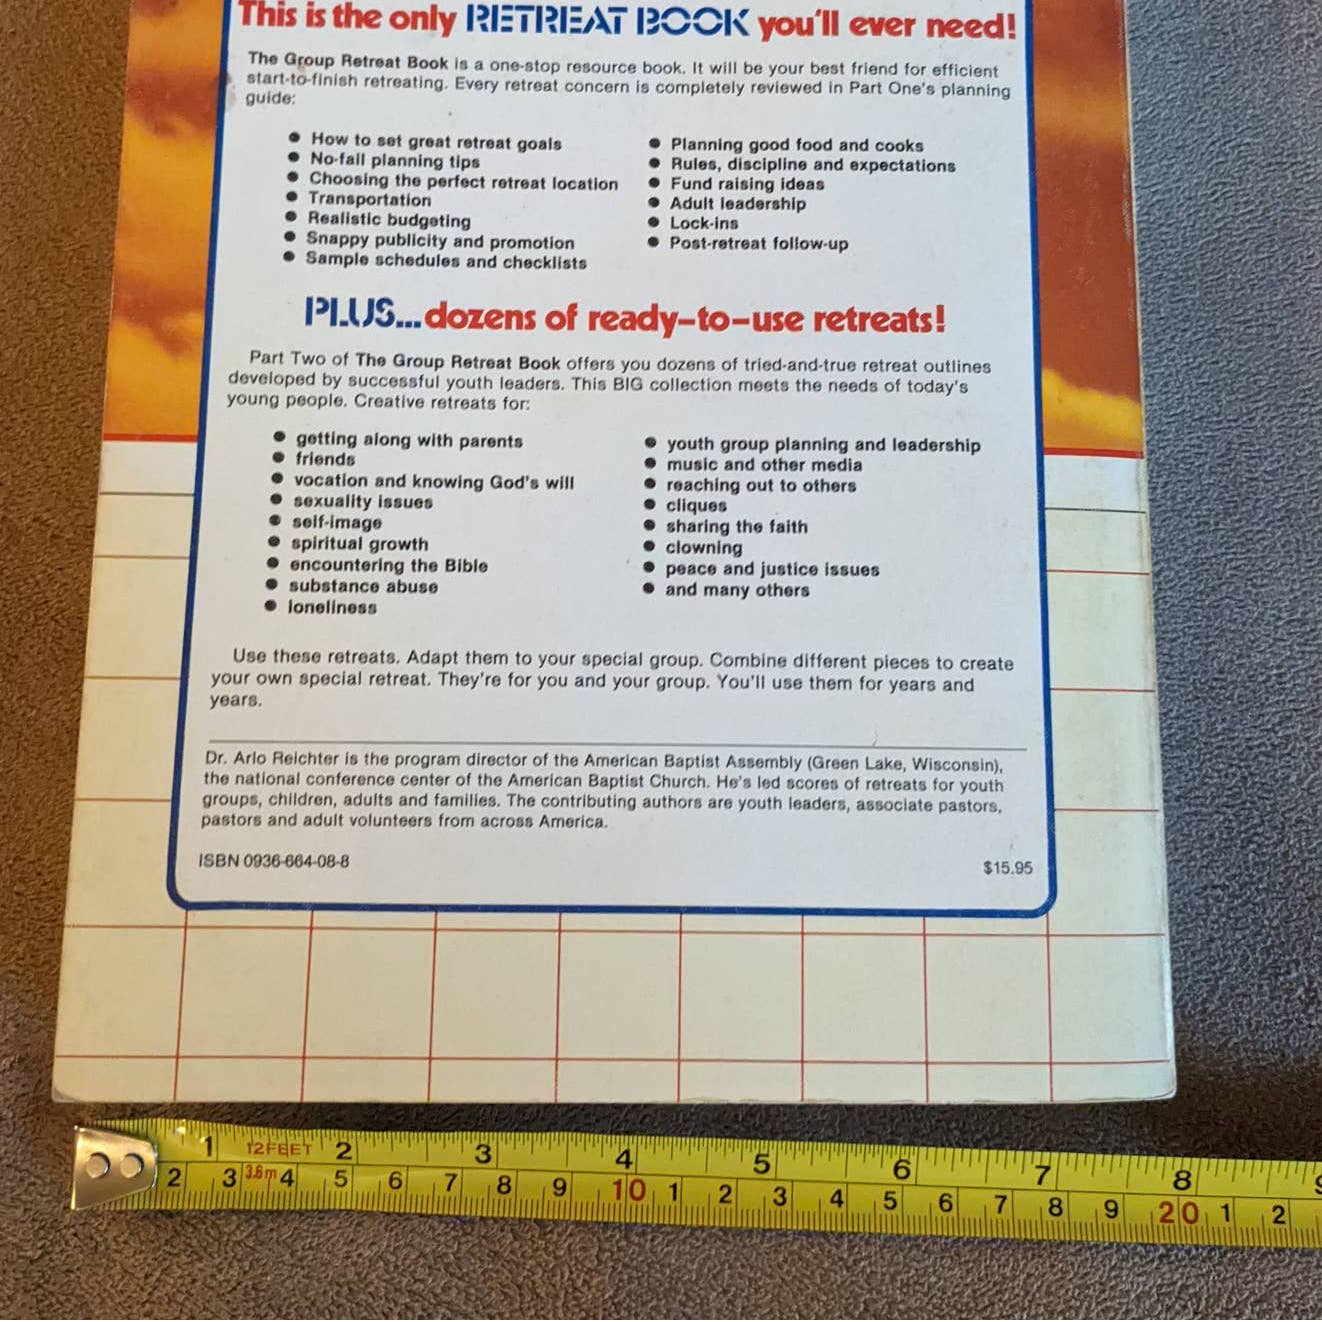 This is the only RETREAT BOOK you'll ever need!
The Group Retreat Book is a one-stop resource book. It will be your best friend for efficient
start-to-finish retreating. Every retreat concern is completely reviewed in Part One's planning
guide:
How to set great retreat goals
No-fail planning tips
Choosing the perfect retreat location
Transportation
Realistic budgeting
Snappy publicity and promotion
Sample schedules and checklists
Planning good food and cooks
Rules, discipline and expectations
Fund raising ideas
Adult leadership
Lock-ins
Post-retreat follow-up
PLUS... dozens of ready-to-use retreats!
Part Two of The Group Retreat Book offers you dozens of tried-and-true retreat outlines
developed by successful youth leaders. This BIG collection meets the needs of today's
young people. Creative retreats for:
getting along with parents
friends
vocation and knowing God's will
sexuality issues
self-image
spiritual growth
encountering the Bible
substance abuse
loneliness
youth group planning and leadership
music and other media
reaching out to others
cliques
sharing the faith
clowning
peace and justice issues
and many others
Use these retreats. Adapt them to your special group. Combine different pieces to create
your own special retreat. They're for you and your group. You'll use them for years and
years.
Dr. Arlo Reichter is the program director of the American Baptist Assembly (Green Lake, Wisconsin),
the national conference center of the American Baptist Church. He's led scores of retreats for youth
groups, children, adults and families. The contributing authors are youth leaders, associate pastors,
pastors and adult volunteers from across America.
ISBN 0936-664-08-8
$15.95
1 12FEET 2 3 4 5 6 7 8 9
2 3 3.6m 4 5 6 7 8 9 10 1 2 3 4 5 6 7 8 9 20 1 2